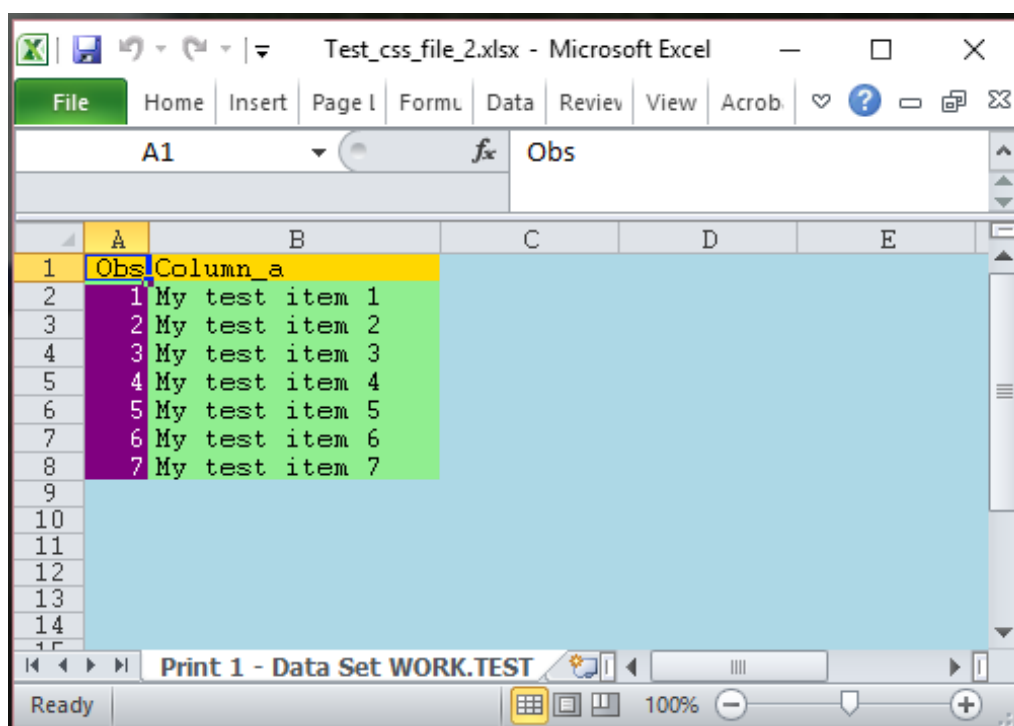 Test_css_file_2.xlsx - Microsoft Excel
File Home Insert Page l Formu Data Review View Acrob
A1 fx Obs
A B C D E
1 Obs Column_a
2 1 My test item 1
3 2 My test item 2
4 3 My test item 3
5 4 My test item 4
6 5 My test item 5
7 6 My test item 6
8 7 My test item 7
9
10
11
12
13
14
15
Print 1 - Data Set WORK.TEST
Ready 100%